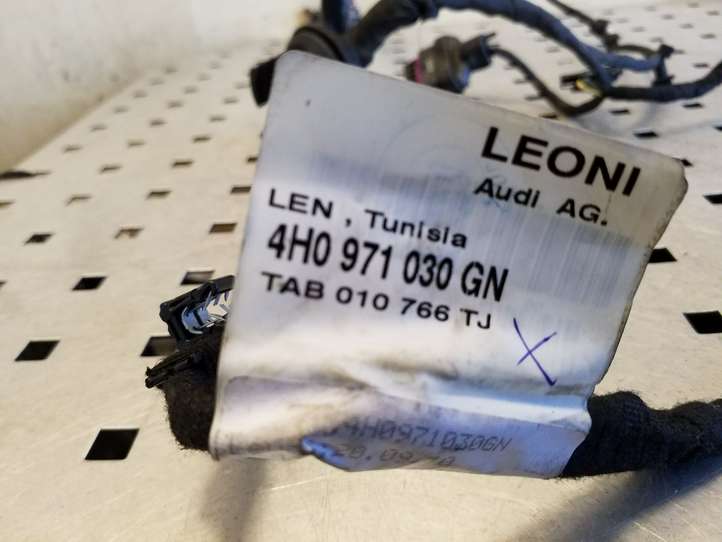 LEONI
Audi AG.
LEN , Tunisia
4H0 971 030 GN
TAB 010 766 TJ
X
4H0971030GN